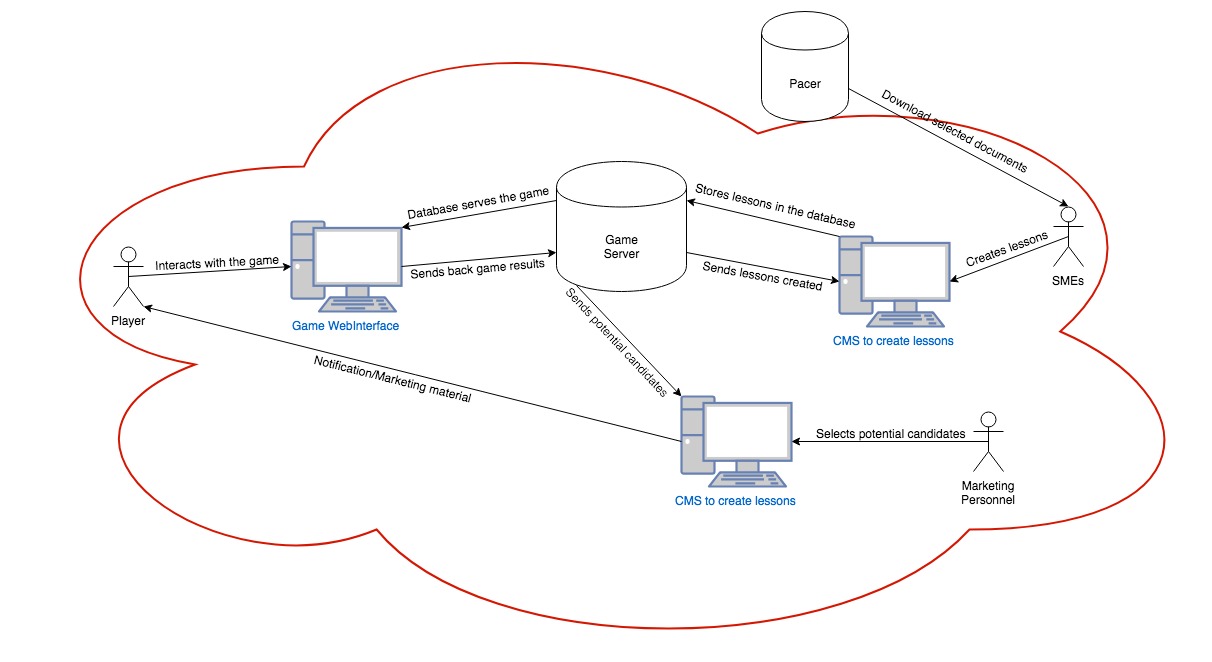 Pacer
Download selected documents
Database serves the game
Stores lessons in the database
Game
Server
Interacts with the game
Sends back game results
Sends lessons created
Creates lessons
SMEs
Player
Game WebInterface
CMS to create lessons
Sends potential candidates
Notification/Marketing material
Selects potential candidates
Marketing
Personnel
CMS to create lessons